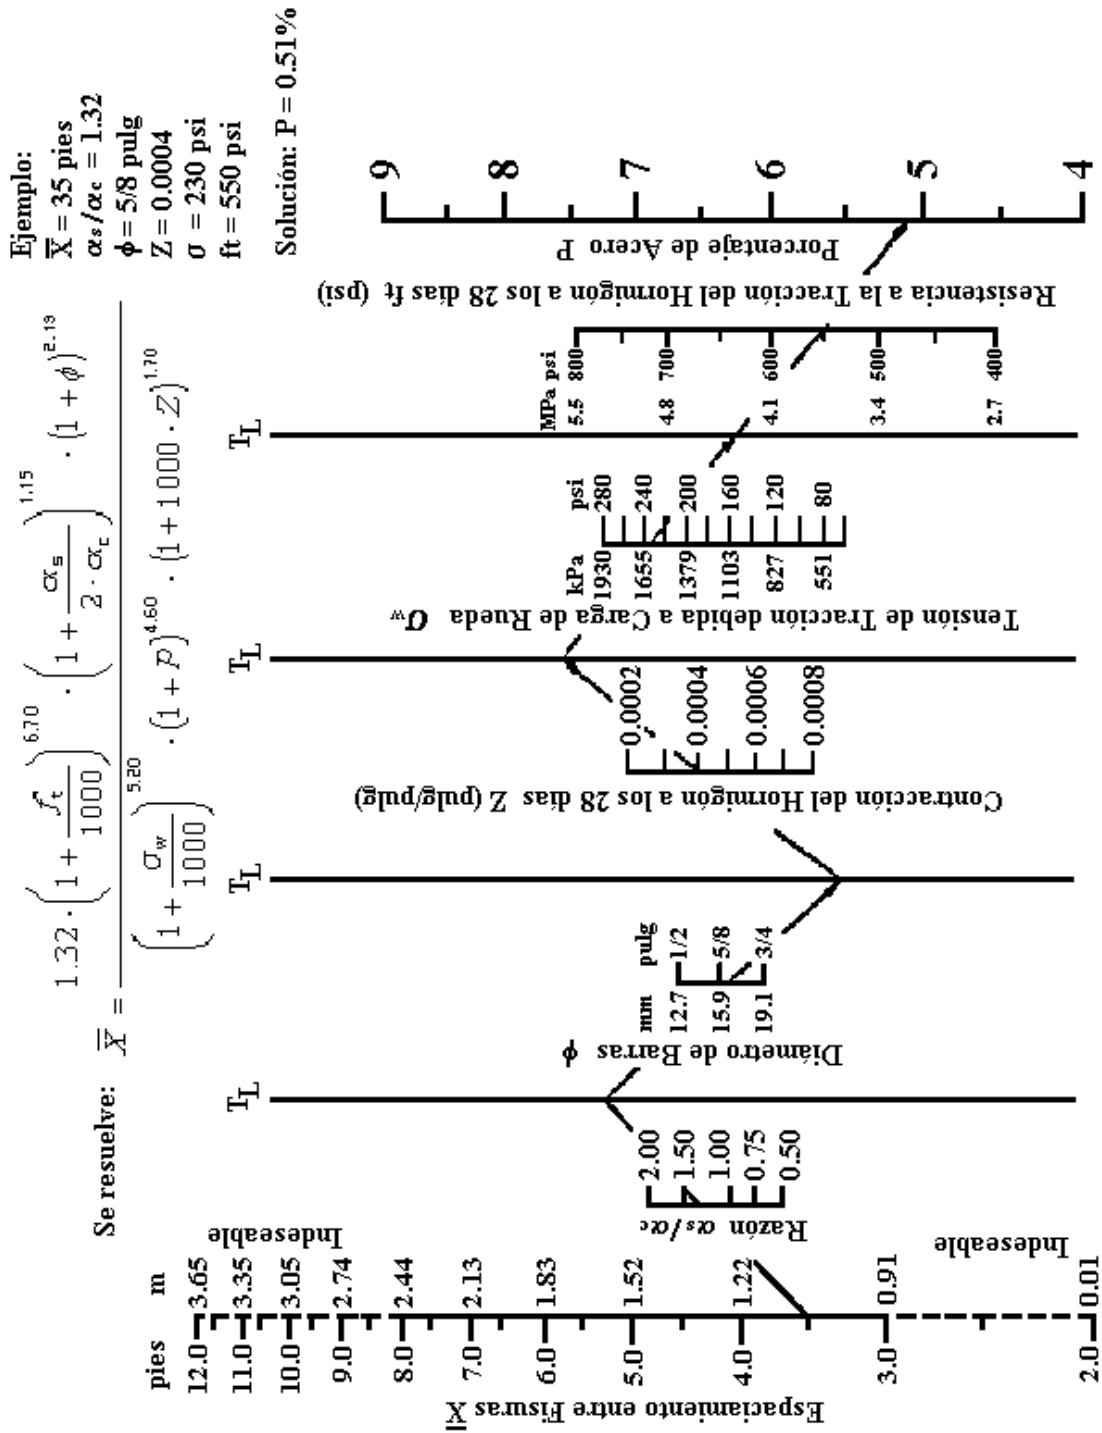 Ejemplo:
X̅ = 35 pies
αs/αc = 1.32
ϕ = 5/8 pulg
Z = 0.0004
σ = 230 psi
ft = 550 psi
Solución: P = 0.51%
Se resuelve:
X̅ = 1.32 · (1 + ft/1000)^6.70 · (1 + αs/(2 · αc))^1.15 · (1 + ϕ)^2.19 / (1 + σw/1000)^5.20 · (1 + P)^4.60 · (1 + 1000 · Z)^1.70
Espaciamiento entre Fisuras X̅
pies
12.0
11.0
10.0
9.0
8.0
7.0
6.0
5.0
4.0
3.0
2.0
m
3.65
3.35
3.05
2.74
2.44
2.13
1.83
1.52
1.22
0.91
0.01
Indeseable
Indeseable
Razón αs/αc
2.00
1.50
1.00
0.75
0.50
TL
Diámetro de Barras ϕ
mm
12.7
15.9
19.1
pulg
1/2
5/8
3/4
TL
Contracción del Hormigón a los 28 días Z (pulg/pulg)
0.0002
0.0004
0.0006
0.0008
TL
Tensión de Tracción debida a Carga de Rueda σw
kPa
1930
1655
1379
1103
827
551
psi
280
240
200
160
120
80
TL
Resistencia a la Tracción del Hormigón a los 28 dias ft (psi)
MPa psi
5.5 800
4.8 700
4.1 600
3.4 500
2.7 400
Porcentaje de Acero P
9
8
7
6
5
4